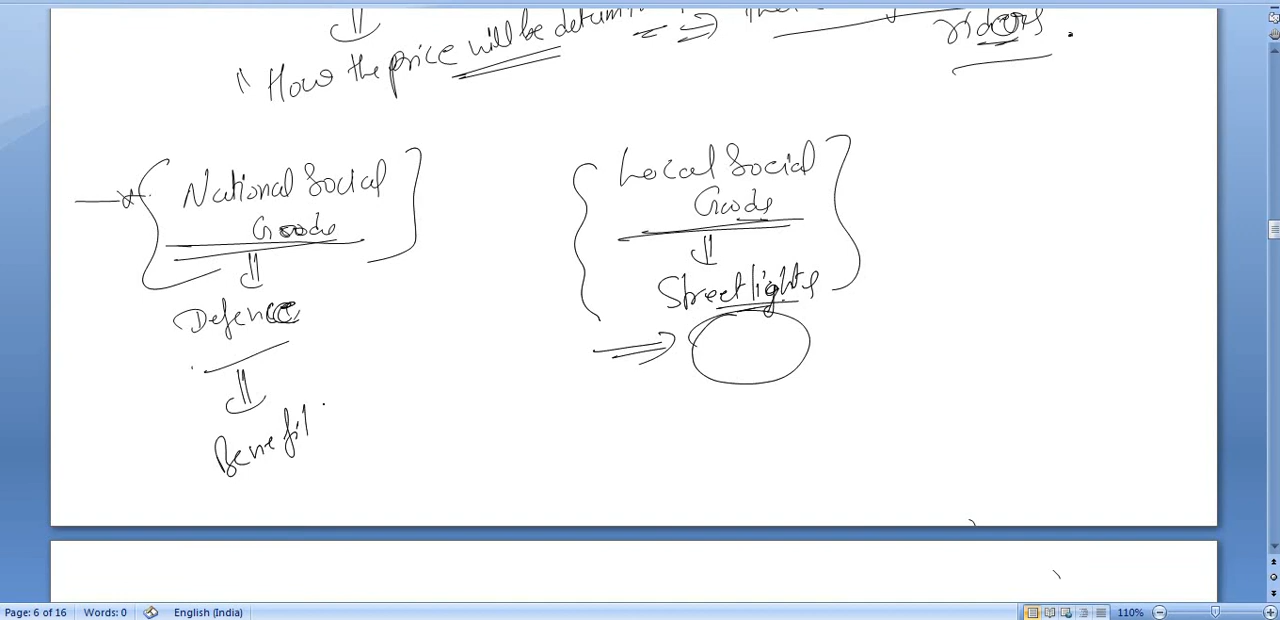 "How the price will be
riders.
National Social
Goods
Defence
Benefit
Local Social
Goods
Streetlights
Page: 6 of 16 Words: 0 English (India) 110%